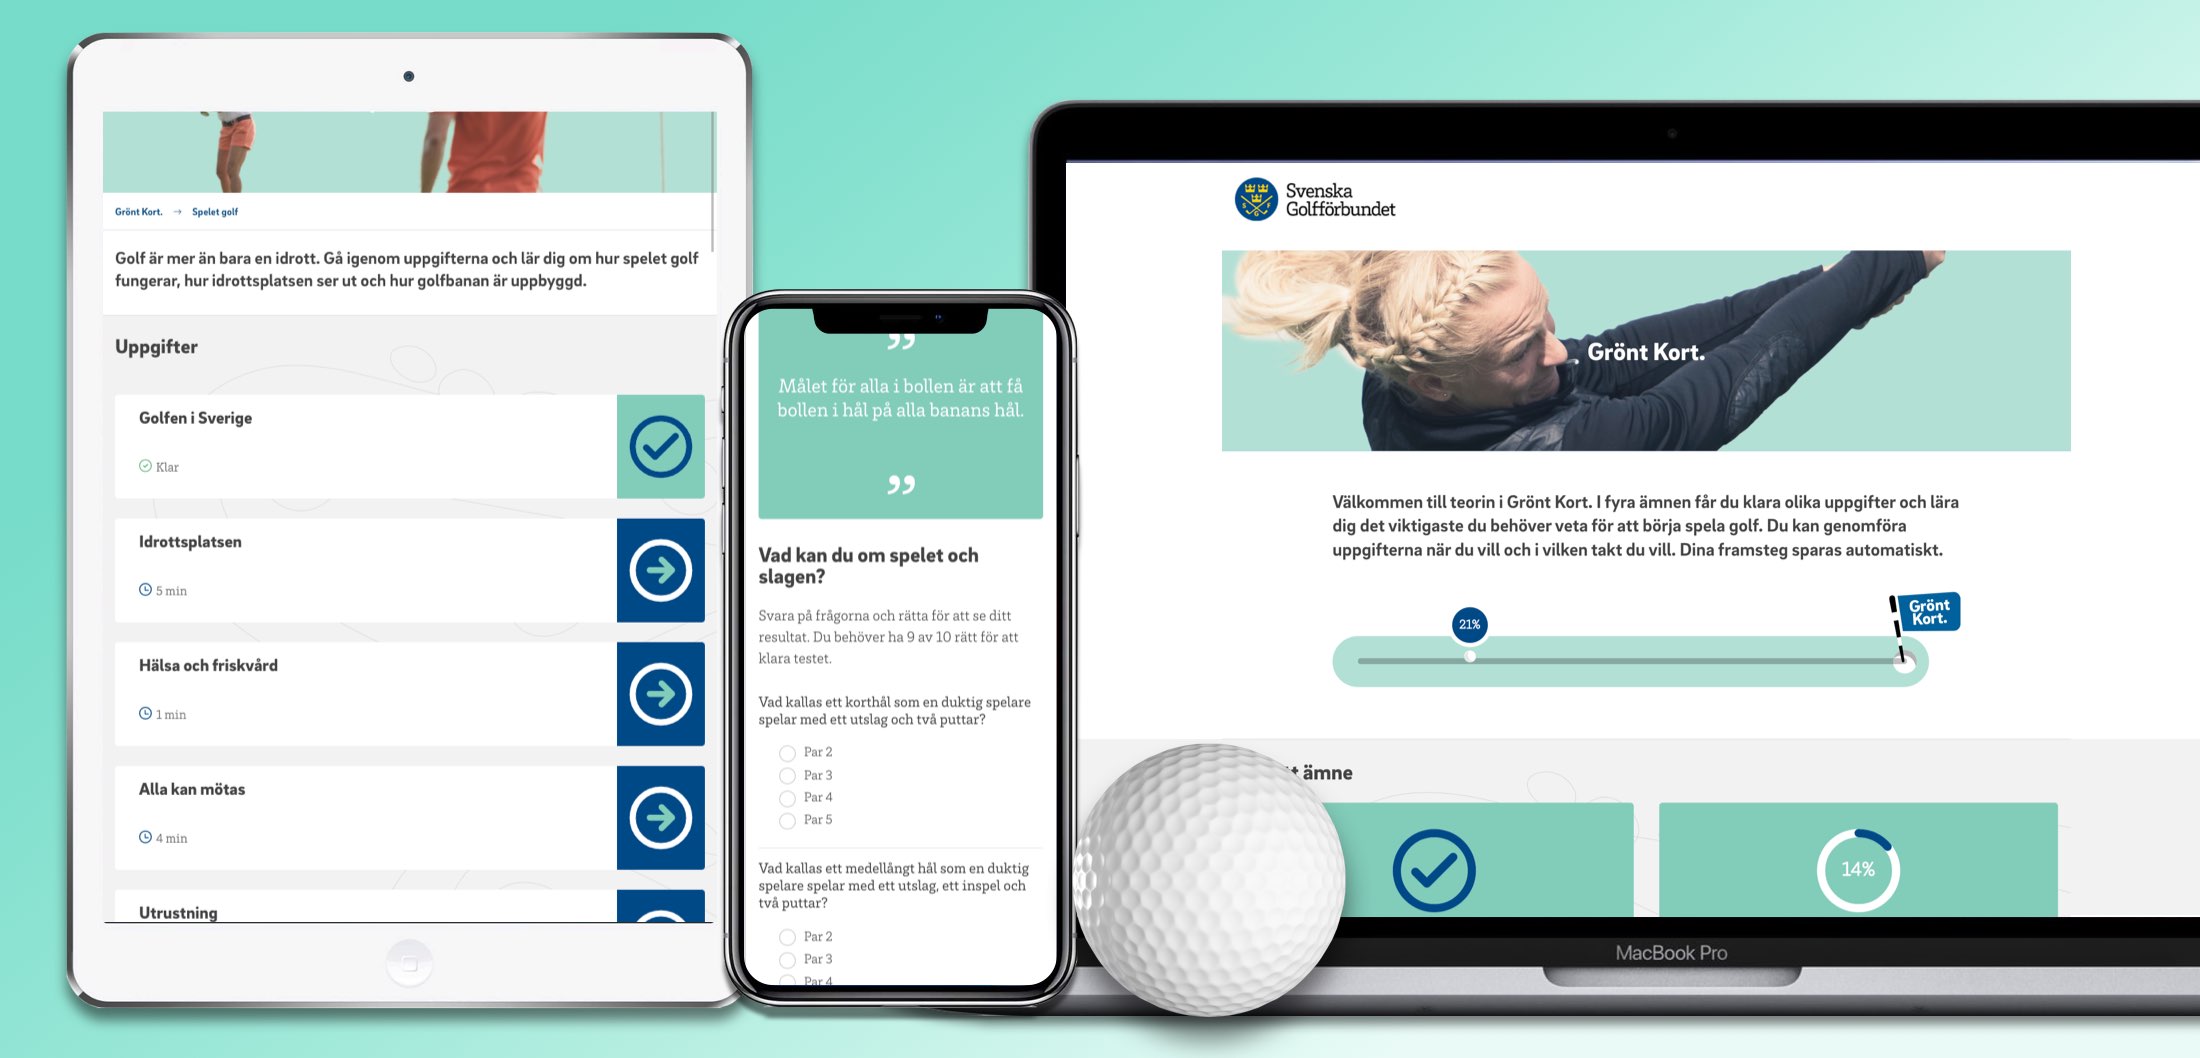 Grönt Kort. → Spelet golf
Golf är mer än bara en idrott. Gå igenom uppgifterna och lär dig om hur spelet golf
fungerar, hur idrottsplatsen ser ut och hur golfbanan är uppbyggd.
Uppgifter
Golfen i Sverige
Klar
Idrottsplatsen
5 min
Hälsa och friskvård
1 min
Alla kan mötas
4 min
Utrustning
”
Målet för alla i bollen är att få
bollen i hål på alla banans hål.
”
Vad kan du om spelet och
slagen?
Svara på frågorna och rätta för att se ditt
resultat. Du behöver ha 9 av 10 rätt för att
klara testet.
Vad kallas ett korthål som en duktig spelare
spelar med ett utslag och två puttar?
Par 2
Par 3
Par 4
Par 5
Vad kallas ett medellångt hål som en duktig
spelare spelar med ett utslag, ett inspel och
två puttar?
Par 2
Par 3
Par 4
S G F
Svenska
Golfförbundet
Grönt Kort.
Välkommen till teorin i Grönt Kort. I fyra ämnen får du klara olika uppgifter och lära
dig det viktigaste du behöver veta för att börja spela golf. Du kan genomföra
uppgifterna när du vill och i vilken takt du vill. Dina framsteg sparas automatiskt.
21%
Grönt
Kort.
ämne
14%
MacBook Pro